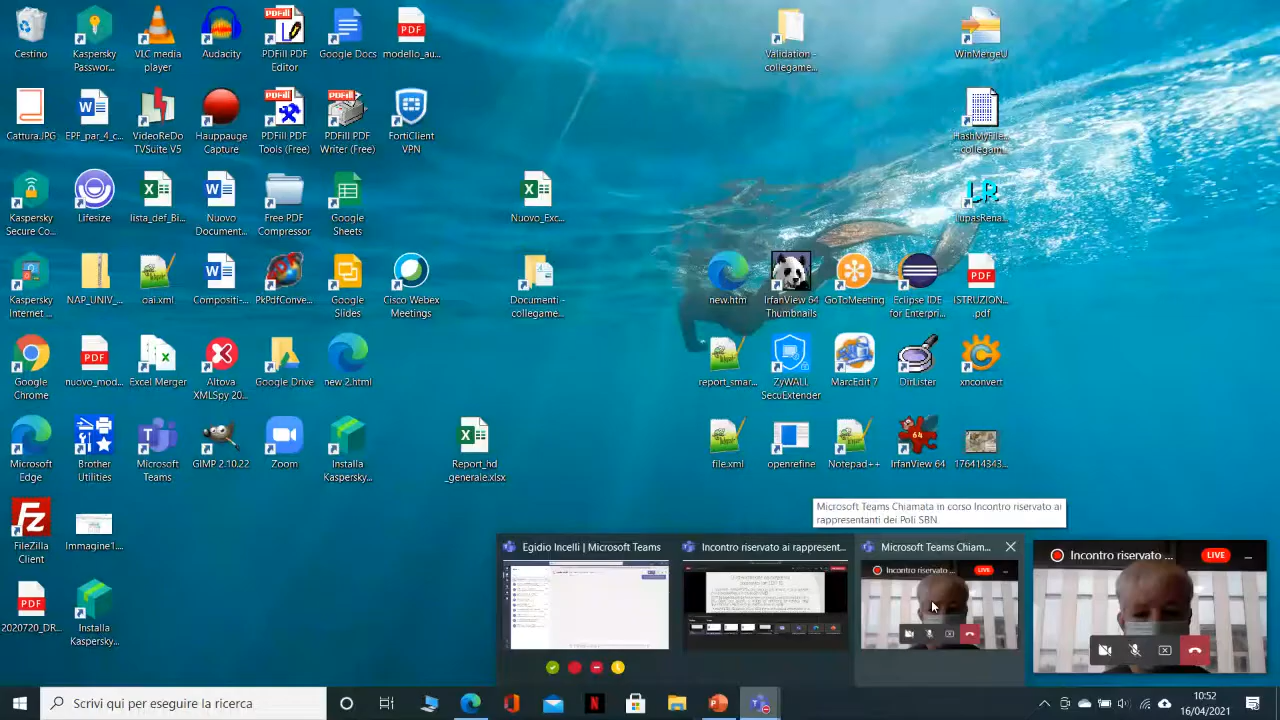 Cestino
Kaspersky
Passwor...
VLC media
player
Audacity
PDFill PDF
Editor
Google Docs
modello_au...
Validation -
collegame...
WinMergeU
Cattura.JPG
EPF_par_4_c...
VideoReDo
TVSuite V5
Hauppauge
Capture
PDFill PDF
Tools (Free)
PDFill PDF
Writer (Free)
FortiClient
VPN
HashMyFile...
- collegam...
Kaspersky
Secure Co...
Lifesize
lista_def_Bi...
Nuovo
Document...
Free PDF
Compressor
Google
Sheets
Nuovo_Exc...
LR
LupasRena...
Kaspersky
Internet ...
NAP_UNIV_...
oai.xml
Compositi-...
PkPdfConve...
Google
Slides
Cisco Webex
Meetings
Documenti -
collegame...
new.htm
IrfanView 64
Thumbnails
GoToMeeting
Eclipse IDE
for Enterpri...
ISTRUZION...
.pdf
Google
Chrome
nuovo_mod...
Excel Merger
Altova
XMLSpy 20...
Google Drive
new 2.html
report_smar...
ZyWALL
SecuExtender
MarcEdit 7
DirLister
xnconvert
Microsoft
Edge
Brother
Utilities
Microsoft
Teams
GIMP 2.10.22
Zoom
Installa
Kaspersky...
Report_hd
_generale.xlsx
file.xml
openrefine
Notepad++
IrfanView 64
176414343...
FileZilla
Client
Immagine1....
Microsoft Teams Chiamata in corso Incontro riservato ai
rappresentanti dei Poli SBN
Egidio Incelli | Microsoft Teams
Incontro riservato ai rappresent...
Microsoft Teams Chiam...
Incontro riservato ...
LIVE
Incontro riservato ...
LIVE
2020720_DR...
Installa
Kaspersky...
Scrivi qui per eseguire la ricerca
10:52
16/04/2021